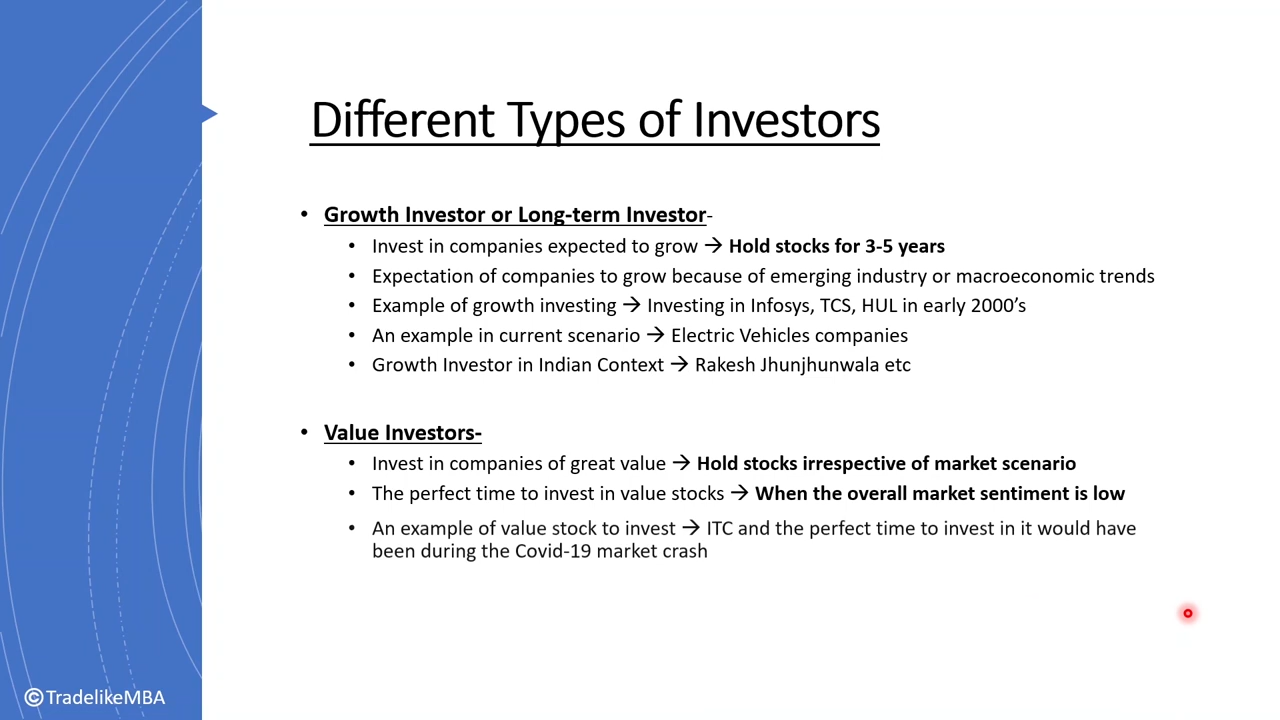 Different Types of Investors
• Growth Investor or Long-term Investor-
• Invest in companies expected to grow → Hold stocks for 3-5 years
• Expectation of companies to grow because of emerging industry or macroeconomic trends
• Example of growth investing → Investing in Infosys, TCS, HUL in early 2000’s
• An example in current scenario → Electric Vehicles companies
• Growth Investor in Indian Context → Rakesh Jhunjhunwala etc
• Value Investors-
• Invest in companies of great value → Hold stocks irrespective of market scenario
• The perfect time to invest in value stocks → When the overall market sentiment is low
• An example of value stock to invest → ITC and the perfect time to invest in it would have
been during the Covid-19 market crash
©TradelikeMBA